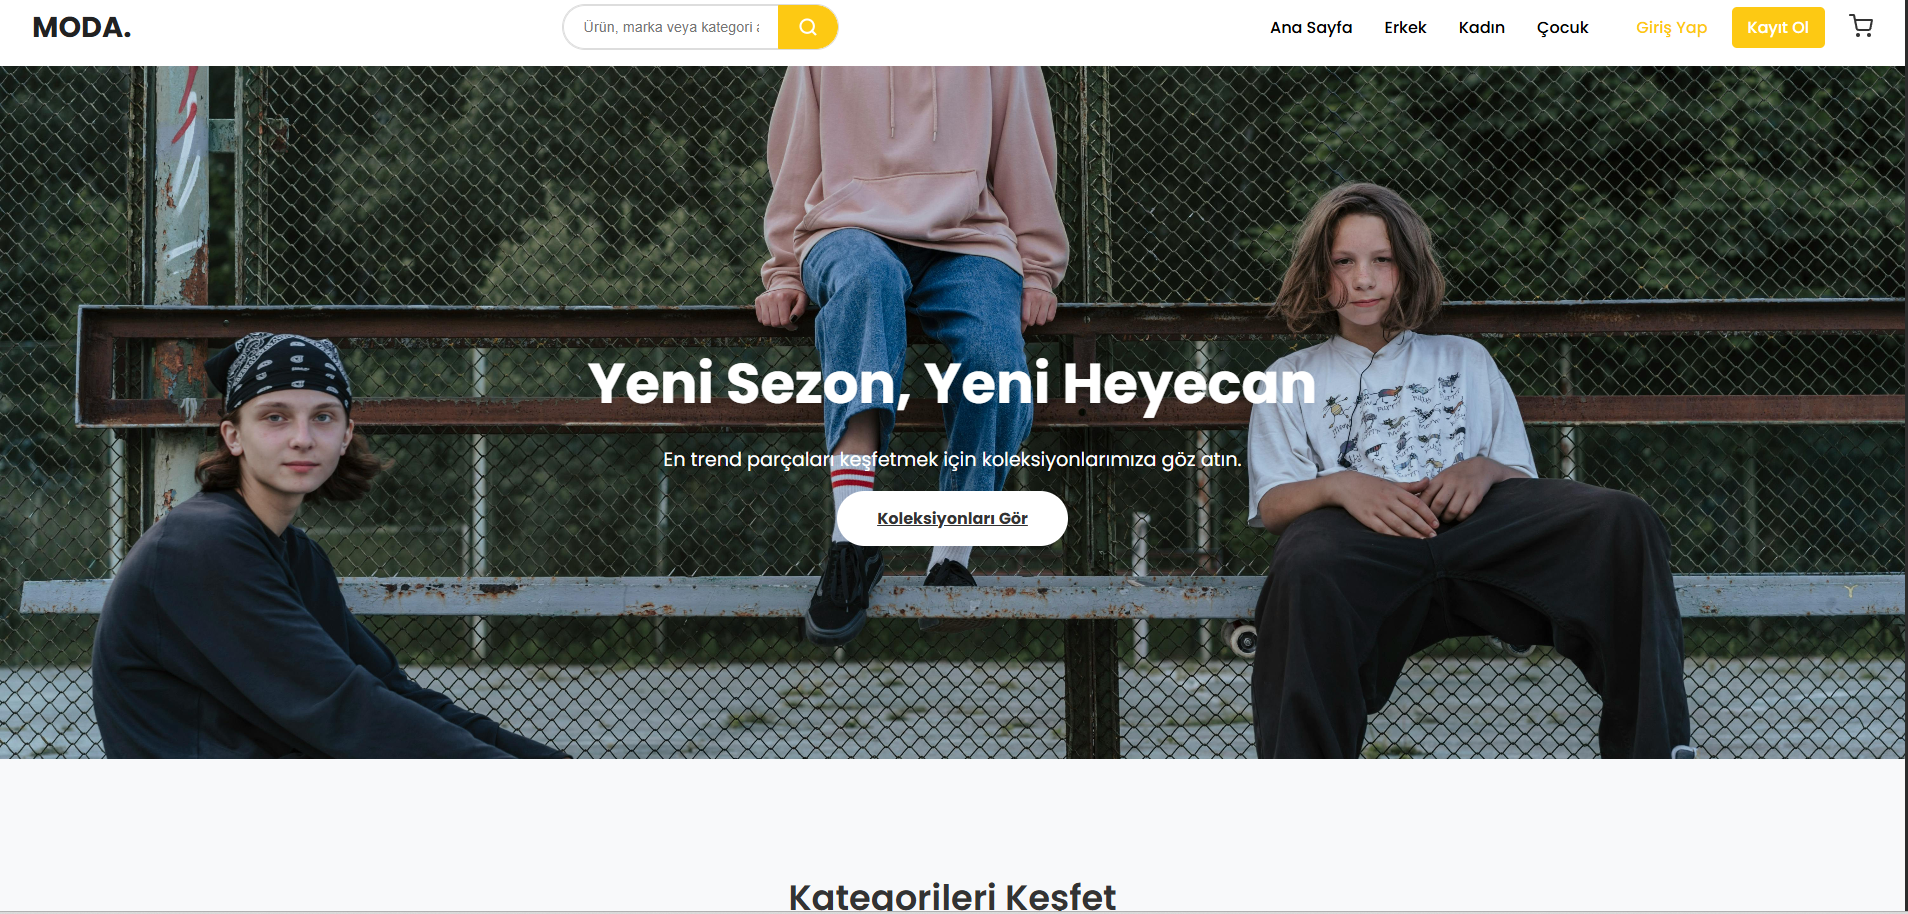 MODA.
Ürün, marka veya kategori a
Ana Sayfa
Erkek
Kadın
Çocuk
Giriş Yap
Kayıt Ol
Yeni Sezon, Yeni Heyecan
En trend parçaları keşfetmek için koleksiyonlarımıza göz atın.
Koleksiyonları Gör
Kategorileri Keşfet